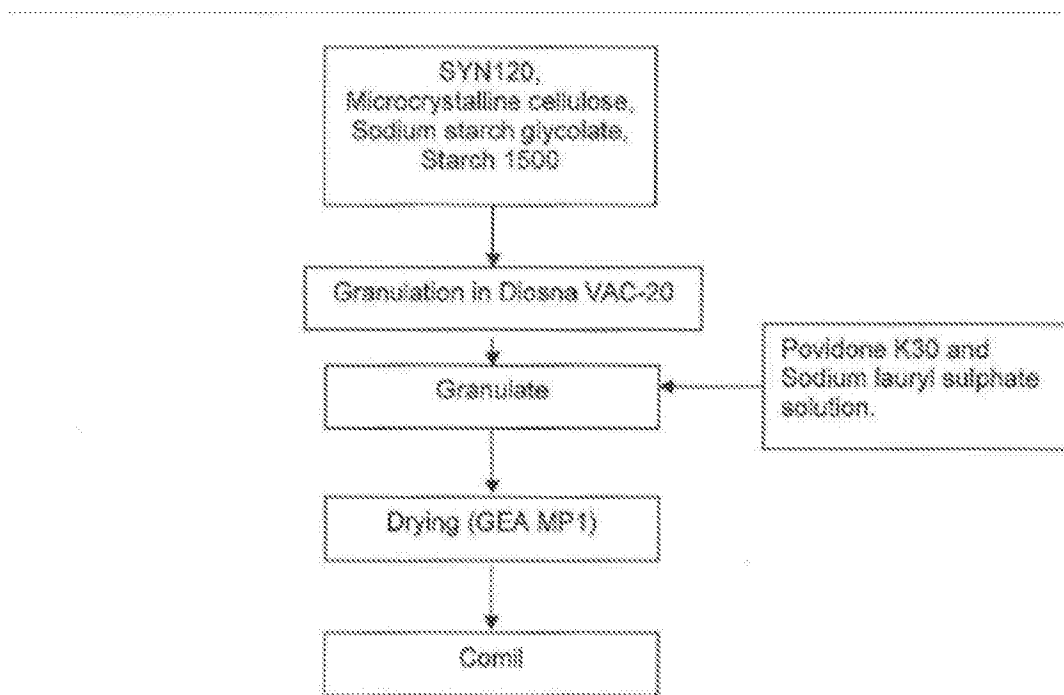 SYN120,
Microcrystalline cellulose,
Sodium starch glycolate,
Starch 1500
Granulation in Diosna VAC-20
Granulate
Povidone K30 and
Sodium lauryl sulphate
solution.
Drying (GEA MP1)
Comil